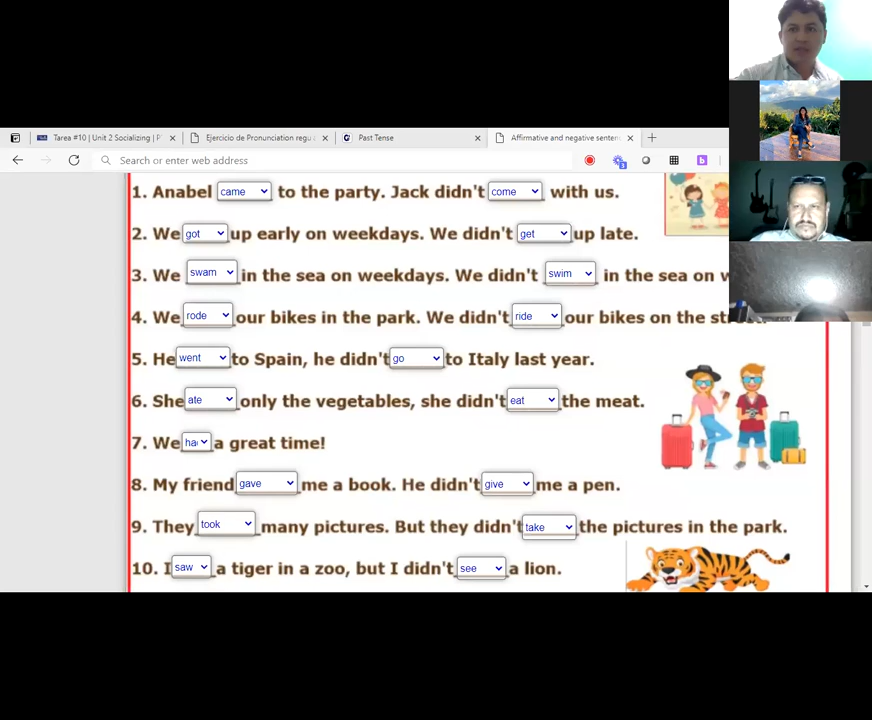 Tarea #10 | Unit 2 Socializing | P
Ejercicio de Pronunciation regu
Past Tense
Affirmative and negative senten
Search or enter web address
1. Anabel came to the party. Jack didn't come with us.
2. We got up early on weekdays. We didn't get up late.
3. We swam in the sea on weekdays. We didn't swim in the sea on w
4. We rode our bikes in the park. We didn't ride our bikes on the
5. He went to Spain, he didn't go to Italy last year.
6. She ate only the vegetables, she didn't eat the meat.
7. We had a great time!
8. My friend gave me a book. He didn't give me a pen.
9. They took many pictures. But they didn't take the pictures in the park.
10. I saw a tiger in a zoo, but I didn't see a lion.